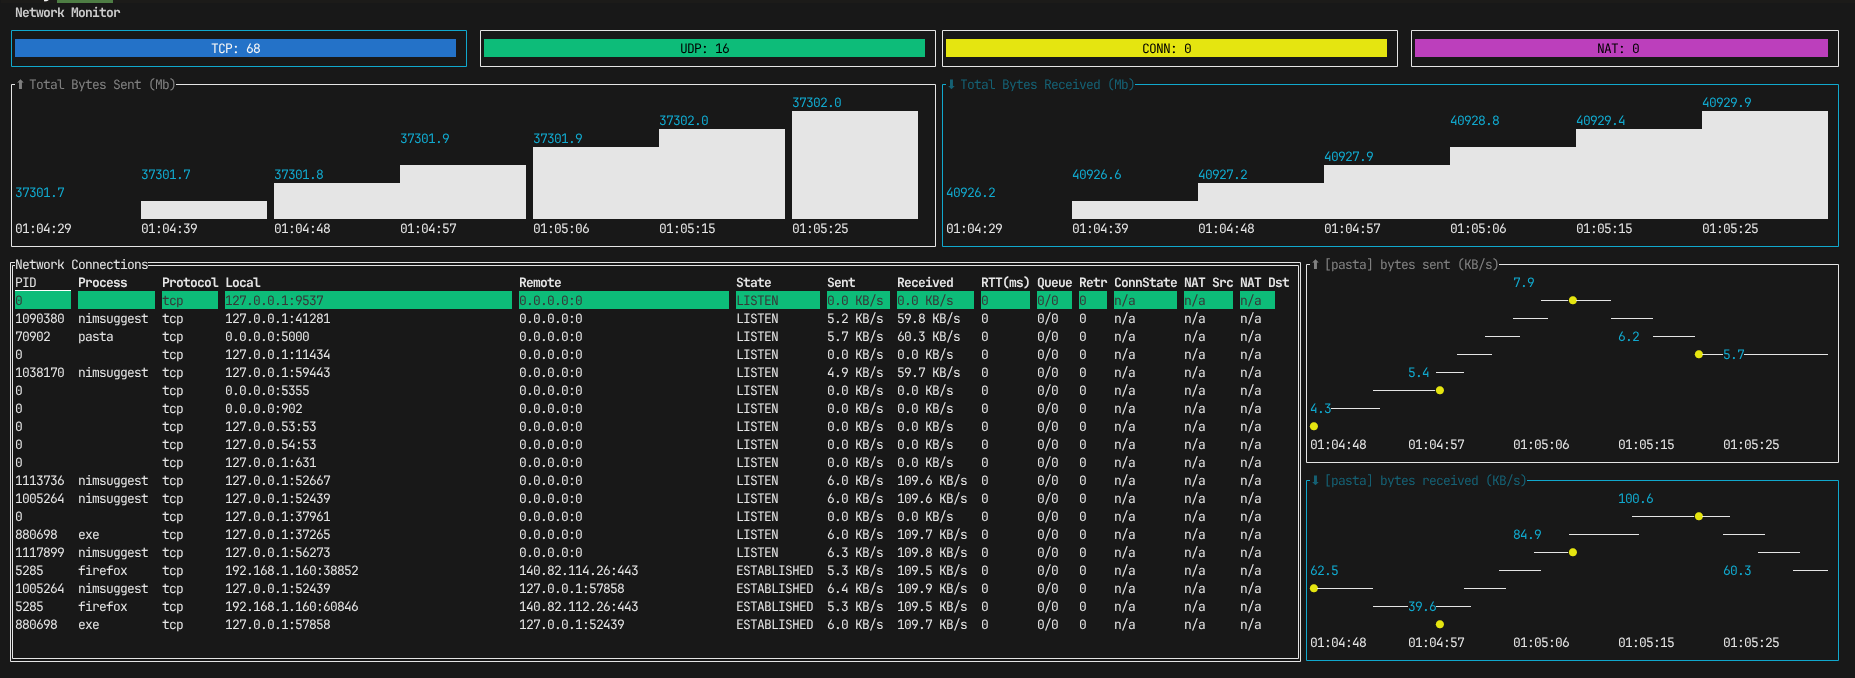 Network Monitor
TCP: 68 UDP: 16 CONN: 0 NAT: 0
⬆ Total Bytes Sent (Mb)
37301.7 37301.7 37301.8 37301.9 37301.9 37302.0 37302.0
01:04:29 01:04:39 01:04:48 01:04:57 01:05:06 01:05:15 01:05:25
⬇ Total Bytes Received (Mb)
40926.2 40926.6 40927.2 40927.9 40928.8 40929.4 40929.9
01:04:29 01:04:39 01:04:48 01:04:57 01:05:06 01:05:15 01:05:25
Network Connections
PID Process Protocol Local Remote State Sent Received RTT(ms) Queue Retr ConnState NAT Src NAT Dst
0 tcp 127.0.0.1:9537 0.0.0.0:0 LISTEN 0.0 KB/s 0.0 KB/s 0 0/0 0 n/a n/a n/a
1090380 nimsuggest tcp 127.0.0.1:41281 0.0.0.0:0 LISTEN 5.2 KB/s 59.8 KB/s 0 0/0 0 n/a n/a n/a
70902 pasta tcp 0.0.0.0:5000 0.0.0.0:0 LISTEN 5.7 KB/s 60.3 KB/s 0 0/0 0 n/a n/a n/a
0 tcp 127.0.0.1:11434 0.0.0.0:0 LISTEN 0.0 KB/s 0.0 KB/s 0 0/0 0 n/a n/a n/a
1038170 nimsuggest tcp 127.0.0.1:59443 0.0.0.0:0 LISTEN 4.9 KB/s 59.7 KB/s 0 0/0 0 n/a n/a n/a
0 tcp 0.0.0.0:5355 0.0.0.0:0 LISTEN 0.0 KB/s 0.0 KB/s 0 0/0 0 n/a n/a n/a
0 tcp 0.0.0.0:902 0.0.0.0:0 LISTEN 0.0 KB/s 0.0 KB/s 0 0/0 0 n/a n/a n/a
0 tcp 127.0.0.53:53 0.0.0.0:0 LISTEN 0.0 KB/s 0.0 KB/s 0 0/0 0 n/a n/a n/a
0 tcp 127.0.0.54:53 0.0.0.0:0 LISTEN 0.0 KB/s 0.0 KB/s 0 0/0 0 n/a n/a n/a
0 tcp 127.0.0.1:631 0.0.0.0:0 LISTEN 0.0 KB/s 0.0 KB/s 0 0/0 0 n/a n/a n/a
1113736 nimsuggest tcp 127.0.0.1:52667 0.0.0.0:0 LISTEN 6.0 KB/s 109.6 KB/s 0 0/0 0 n/a n/a n/a
1005264 nimsuggest tcp 127.0.0.1:52439 0.0.0.0:0 LISTEN 6.0 KB/s 109.6 KB/s 0 0/0 0 n/a n/a n/a
0 tcp 127.0.0.1:37961 0.0.0.0:0 LISTEN 0.0 KB/s 0.0 KB/s 0 0/0 0 n/a n/a n/a
880698 exe tcp 127.0.0.1:37265 0.0.0.0:0 LISTEN 6.0 KB/s 109.7 KB/s 0 0/0 0 n/a n/a n/a
1117899 nimsuggest tcp 127.0.0.1:56273 0.0.0.0:0 LISTEN 6.3 KB/s 109.8 KB/s 0 0/0 0 n/a n/a n/a
5285 firefox tcp 192.168.1.160:38852 140.82.114.26:443 ESTABLISHED 5.3 KB/s 109.5 KB/s 0 0/0 0 n/a n/a n/a
1005264 nimsuggest tcp 127.0.0.1:52439 127.0.0.1:57858 ESTABLISHED 6.4 KB/s 109.9 KB/s 0 0/0 0 n/a n/a n/a
5285 firefox tcp 192.168.1.160:60846 140.82.112.26:443 ESTABLISHED 5.3 KB/s 109.5 KB/s 0 0/0 0 n/a n/a n/a
880698 exe tcp 127.0.0.1:57858 127.0.0.1:52439 ESTABLISHED 6.0 KB/s 109.7 KB/s 0 0/0 0 n/a n/a n/a
⬆ [pasta] bytes sent (KB/s)
7.9
6.2
5.7
5.4
4.3
01:04:48 01:04:57 01:05:06 01:05:15 01:05:25
⬇ [pasta] bytes received (KB/s)
100.6
84.9
62.5 60.3
39.6
01:04:48 01:04:57 01:05:06 01:05:15 01:05:25